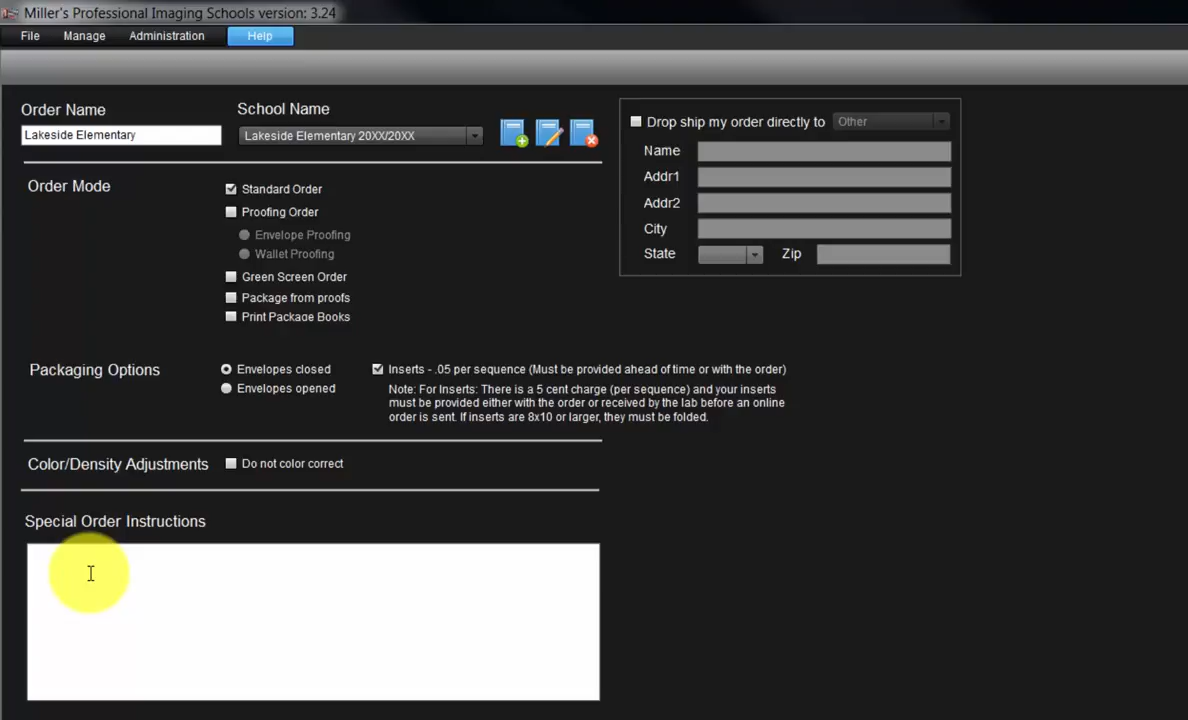 Miller's Professional Imaging Schools version: 3.24
File Manage Administration Help
Order Name
Lakeside Elementary
School Name
Lakeside Elementary 20XX/20XX
Drop ship my order directly to Other
Name
Addr1
Addr2
City
State Zip
Order Mode
Standard Order
Proofing Order
Envelope Proofing
Wallet Proofing
Green Screen Order
Package from proofs
Print Package Books
Packaging Options
Envelopes closed
Envelopes opened
Inserts - .05 per sequence (Must be provided ahead of time or with the order)
Note: For Inserts: There is a 5 cent charge (per sequence) and your inserts
must be provided either with the order or received by the lab before an online
order is sent. If inserts are 8x10 or larger, they must be folded.
Color/Density Adjustments Do not color correct
Special Order Instructions